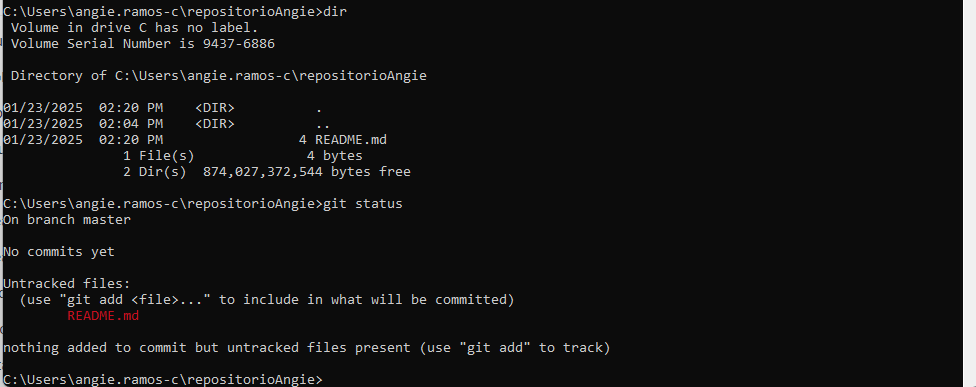 C:\Users\angie.ramos-c\repositorioAngie>dir
Volume in drive C has no label.
Volume Serial Number is 9437-6886
Directory of C:\Users\angie.ramos-c\repositorioAngie
01/23/2025  02:20 PM    <DIR>          .
01/23/2025  02:04 PM    <DIR>          ..
01/23/2025  02:20 PM                 4 README.md
1 File(s)              4 bytes
2 Dir(s)  874,027,372,544 bytes free
C:\Users\angie.ramos-c\repositorioAngie>git status
On branch master
No commits yet
Untracked files:
(use "git add <file>..." to include in what will be committed)
README.md
nothing added to commit but untracked files present (use "git add" to track)
C:\Users\angie.ramos-c\repositorioAngie>